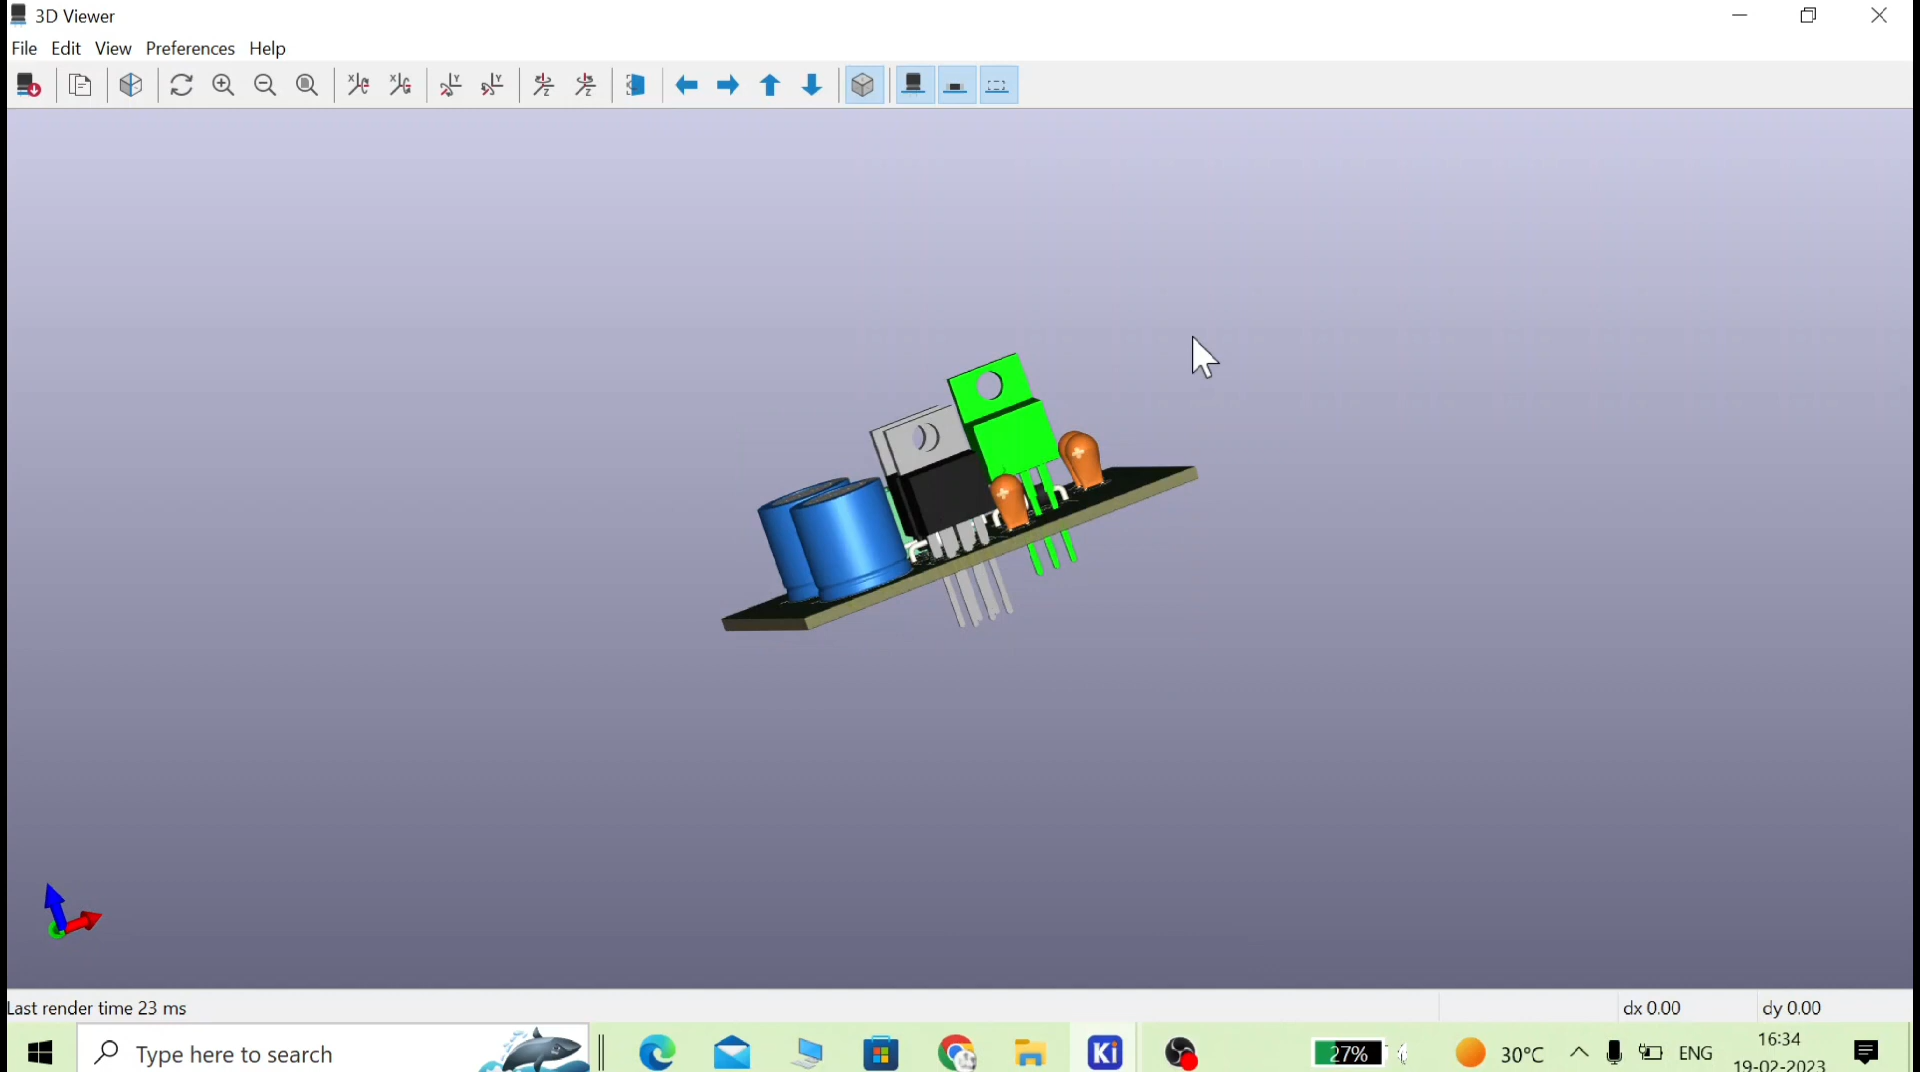 3D Viewer
File Edit View Preferences Help
X X Y Y Z Z
+ + +
Last render time 23 ms
dx 0.00
dy 0.00
Type here to search
Ki
27%
30°C
ENG
16:34
19-02-2023